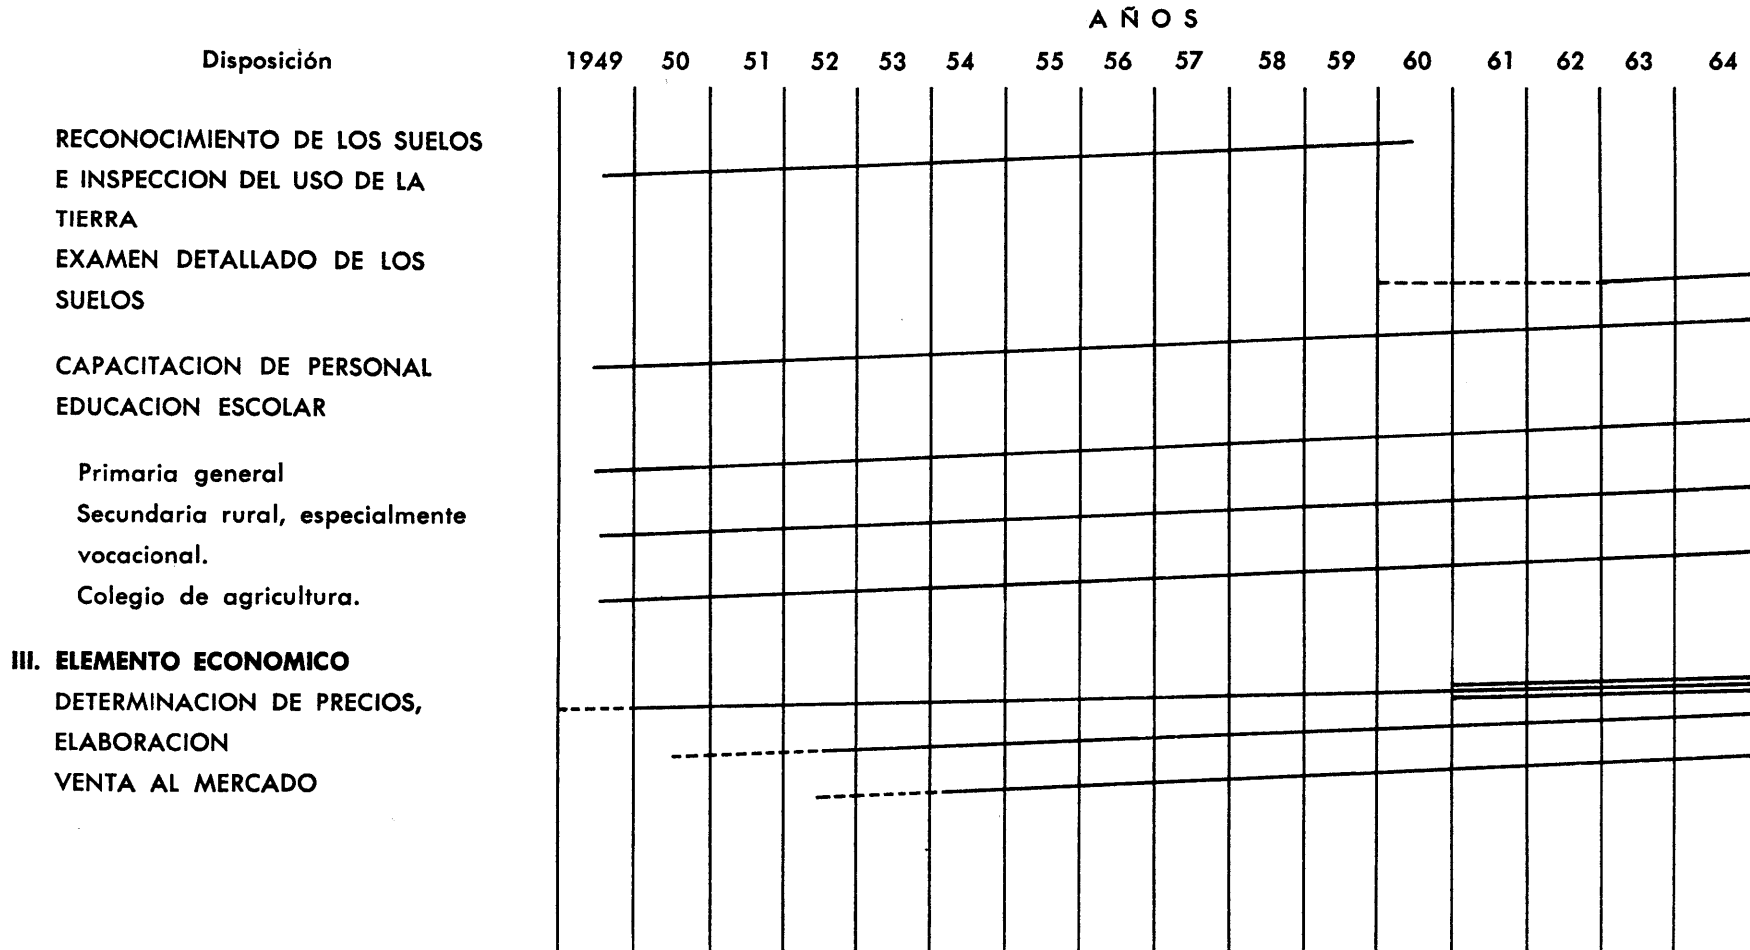 AÑOS
Disposición 1949 50 51 52 53 54 55 56 57 58 59 60 61 62 63 64
RECONOCIMIENTO DE LOS SUELOS
E INSPECCION DEL USO DE LA
TIERRA
EXAMEN DETALLADO DE LOS
SUELOS
CAPACITACION DE PERSONAL
EDUCACION ESCOLAR
Primaria general
Secundaria rural, especialmente
vocacional.
Colegio de agricultura.
III. ELEMENTO ECONOMICO
DETERMINACION DE PRECIOS,
ELABORACION
VENTA AL MERCADO